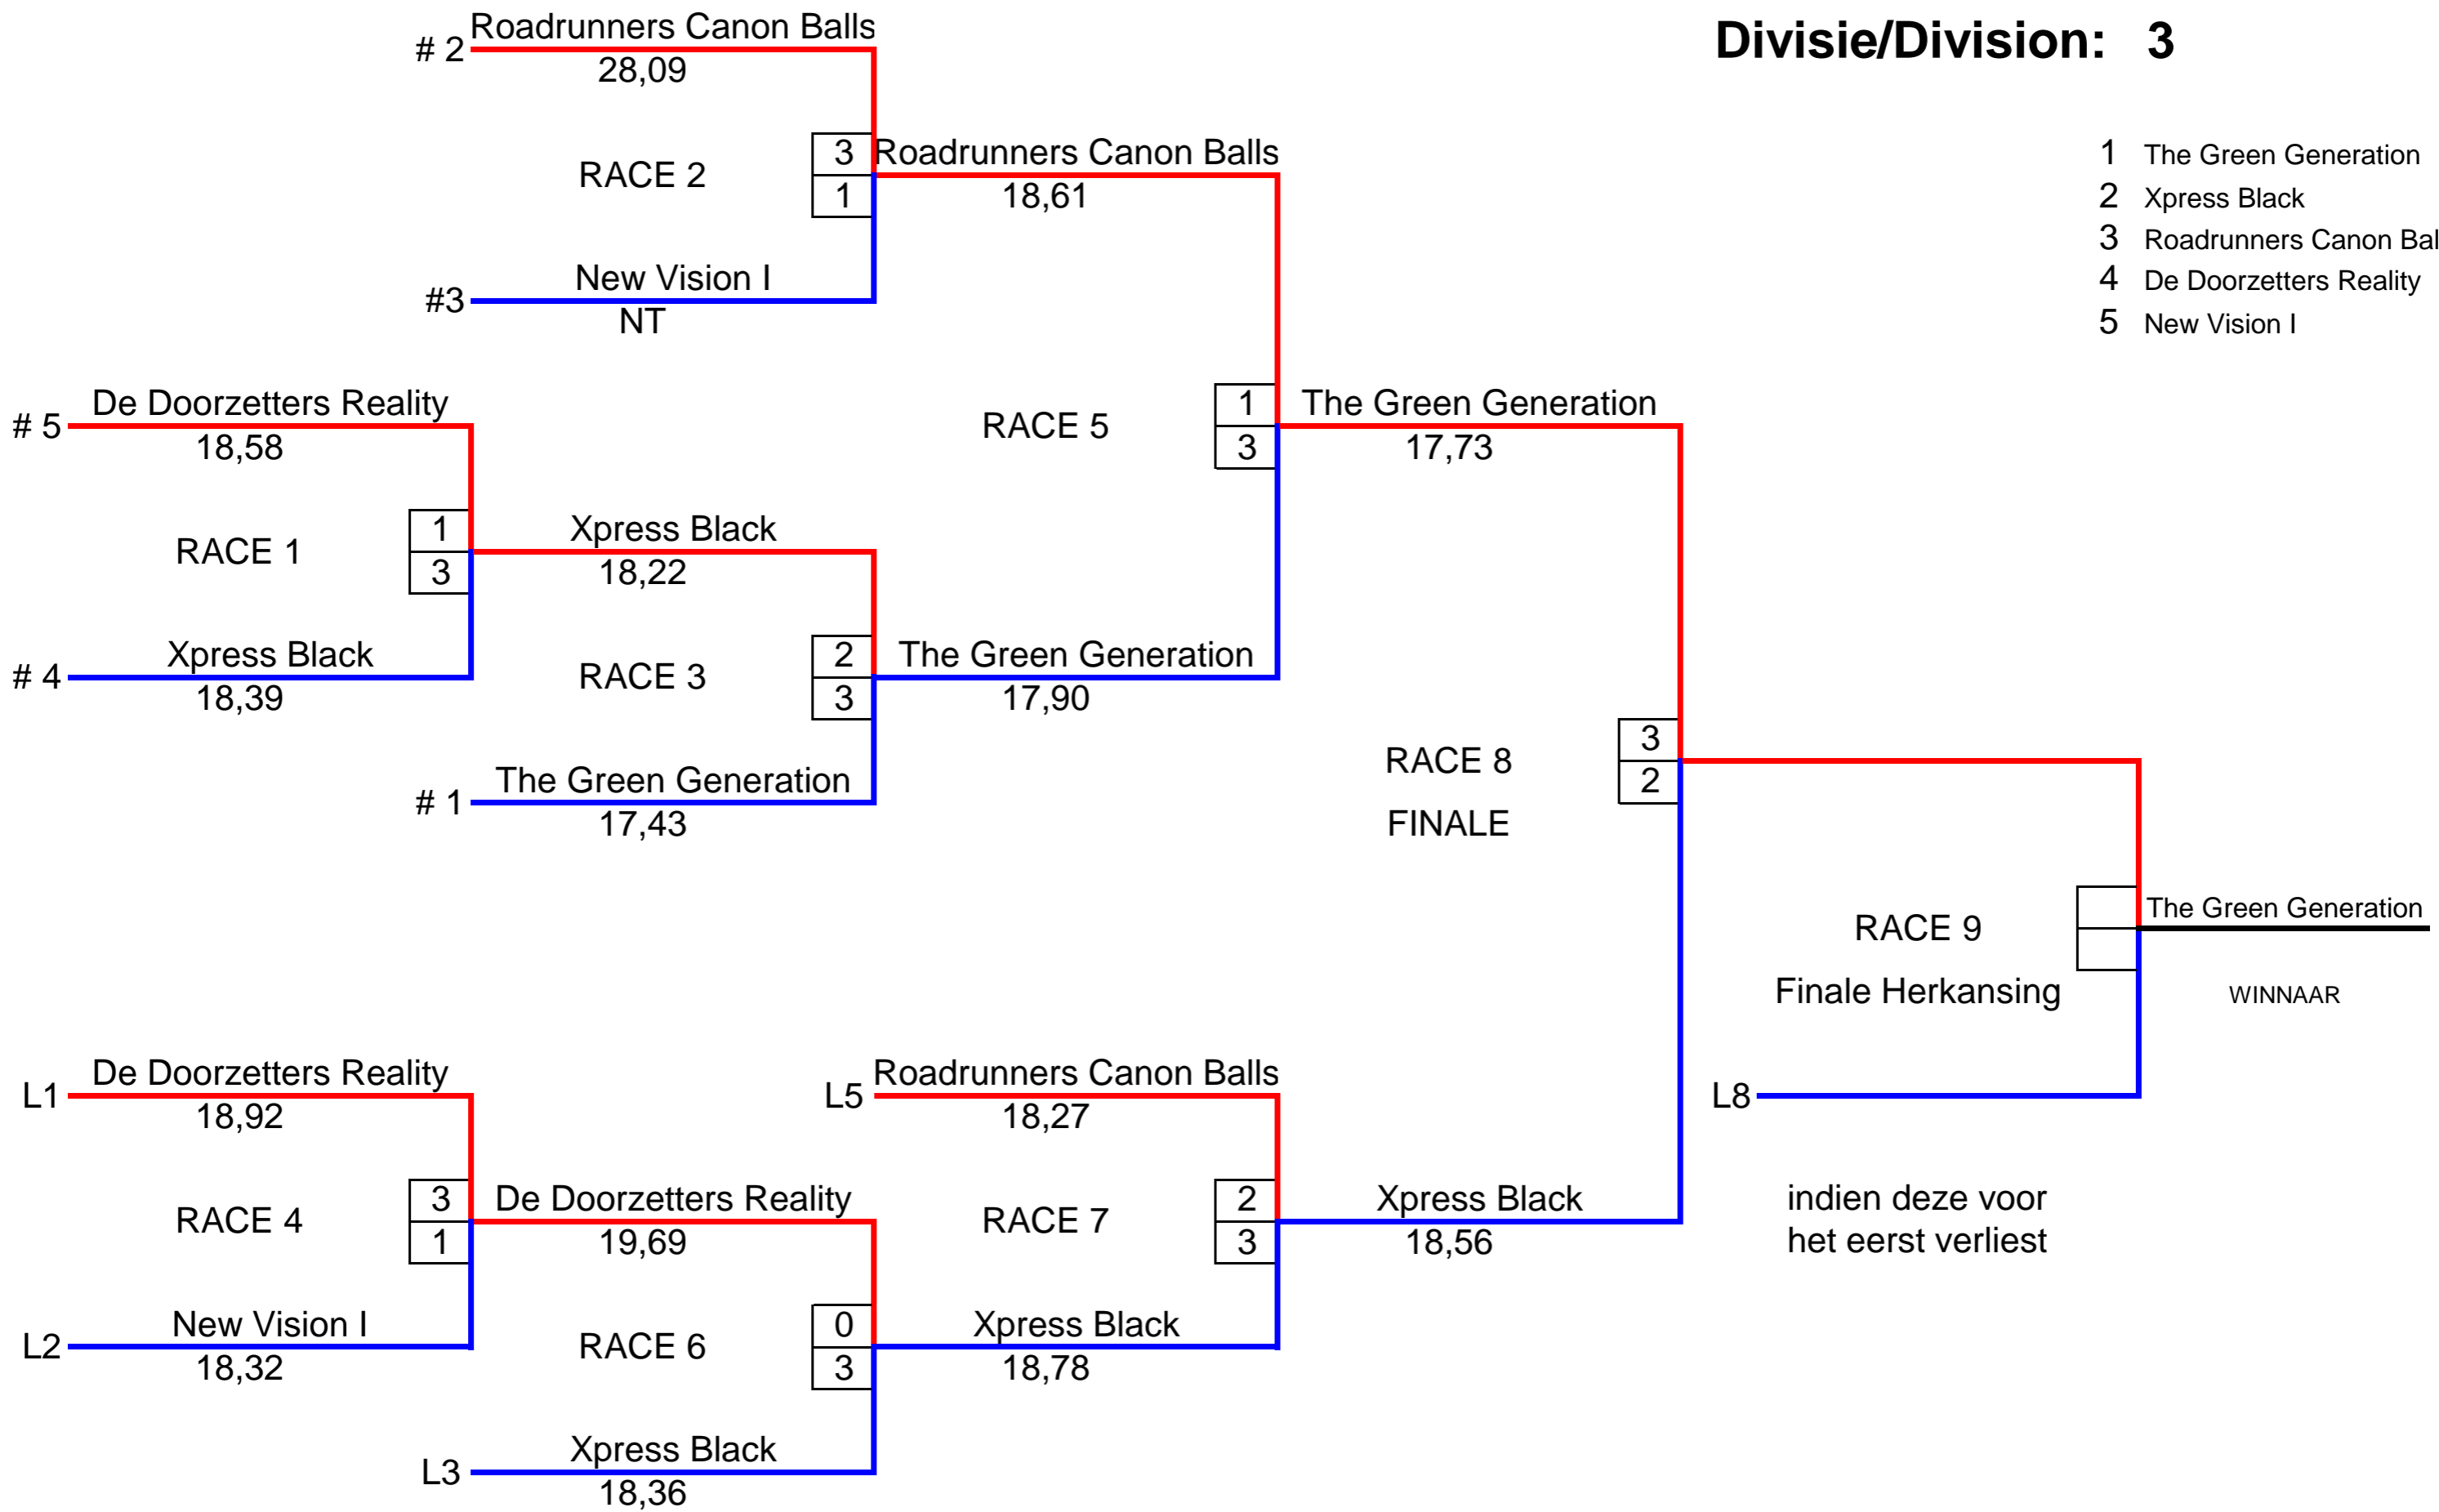 Divisie/Division: 3
1 The Green Generation
2 Xpress Black
3 Roadrunners Canon Bal
4 De Doorzetters Reality
5 New Vision I
# 2
Roadrunners Canon Balls
28,09
RACE 2
3
1
#3
New Vision I
NT
Roadrunners Canon Balls
18,61
# 5
De Doorzetters Reality
18,58
RACE 1
1
3
# 4
Xpress Black
18,39
Xpress Black
18,22
RACE 3
2
3
# 1
The Green Generation
17,43
RACE 5
1
3
The Green Generation
17,90
The Green Generation
17,73
RACE 8
FINALE
3
2
RACE 9
Finale Herkansing
The Green Generation
WINNAAR
L1
De Doorzetters Reality
18,92
RACE 4
3
1
L2
New Vision I
18,32
De Doorzetters Reality
19,69
RACE 6
0
3
L3
Xpress Black
18,36
L5
Roadrunners Canon Balls
18,27
RACE 7
2
3
Xpress Black
18,78
Xpress Black
18,56
L8
indien deze voor
het eerst verliest